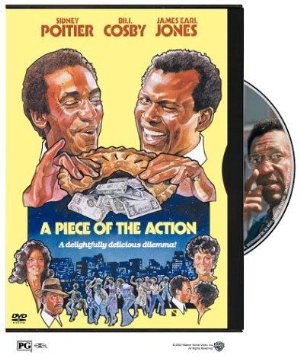 SIDNEY BILL JAMES EARL
POITIER COSBY JONES
A PIECE OF THE ACTION
A delightfully delicious dilemma!
DVD
PG